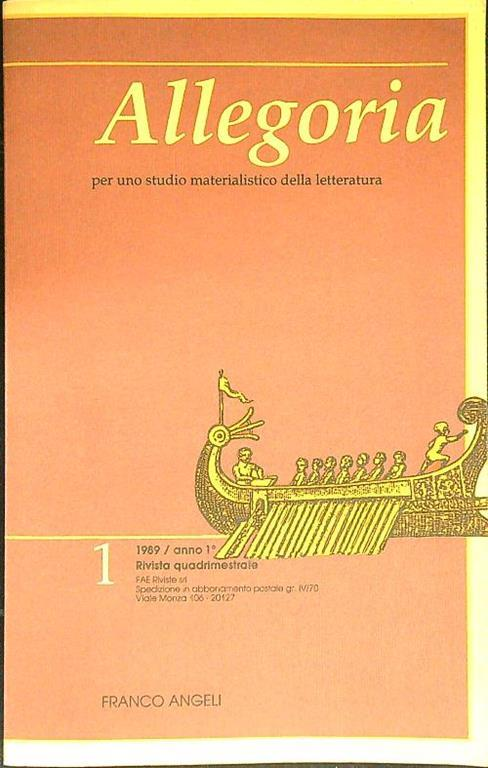 Allegoria
per uno studio materialistico della letteratura
1
1989 / anno 1°
Rivista quadrimestrale
FAE Riviste srl
Spedizione in abbonamento postale gr. IV/70
Viale Monza 106 - 20127
FRANCO ANGELI